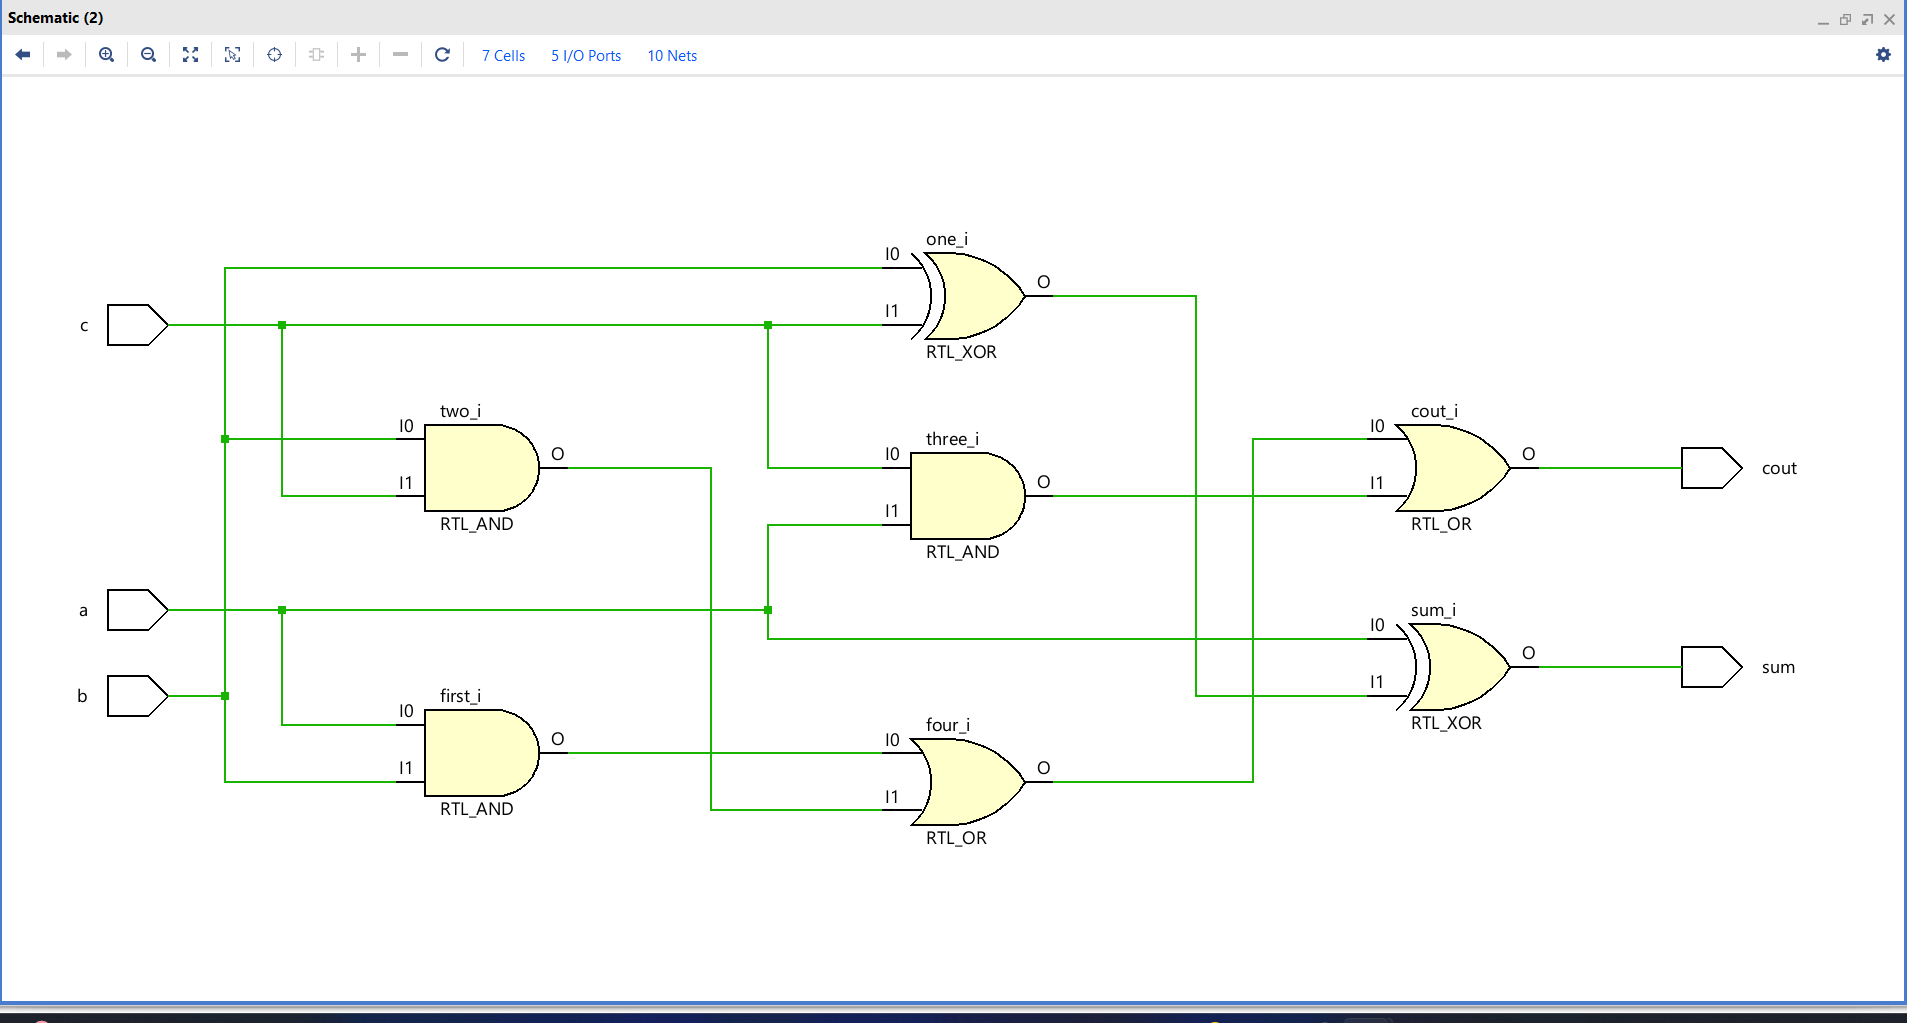 Schematic (2)
7 Cells 5 I/O Ports 10 Nets
one_i
I0
O
I1
RTL_XOR
c
two_i
I0
O
I1
RTL_AND
three_i
I0
O
I1
RTL_AND
cout_i
I0
O
I1
RTL_OR
cout
a
b
first_i
I0
O
I1
RTL_AND
four_i
I0
O
I1
RTL_OR
sum_i
I0
O
I1
RTL_XOR
sum